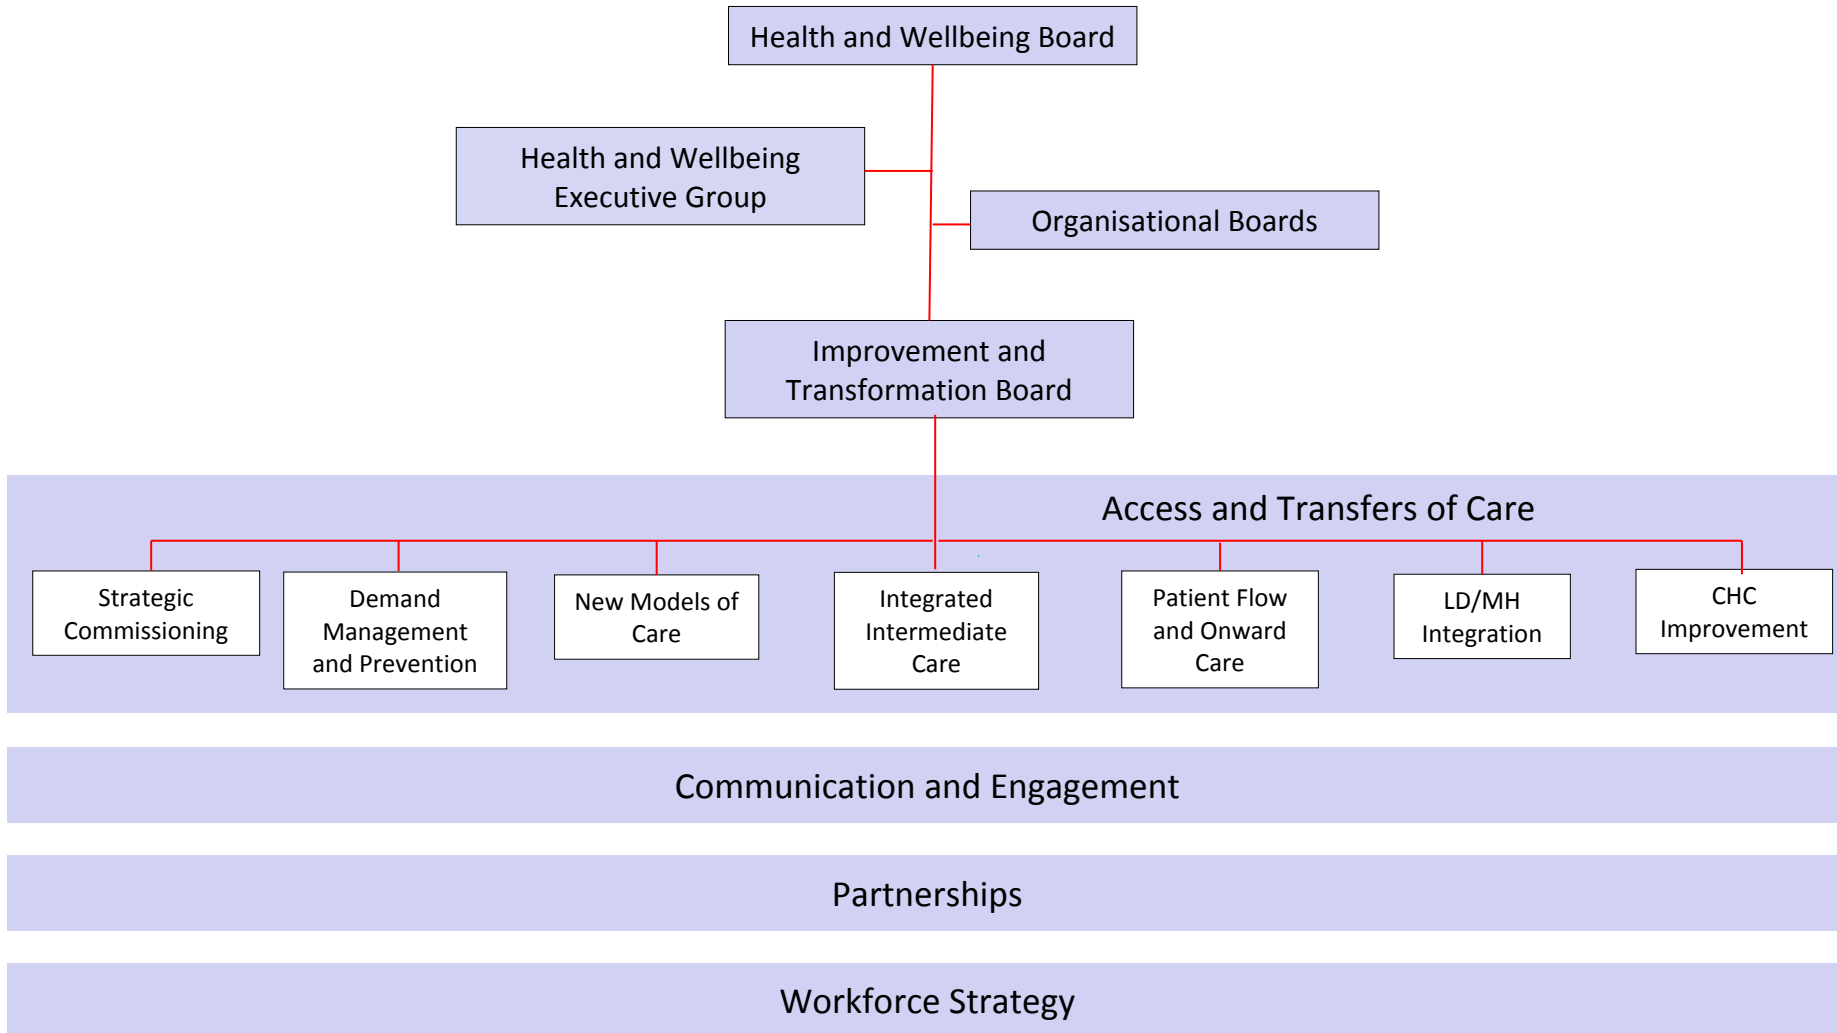 Health and Wellbeing Board
Health and Wellbeing
Executive Group
Organisational Boards
Improvement and
Transformation Board
Access and Transfers of Care
Strategic
Commissioning
Demand
Management
and Prevention
New Models of
Care
Integrated
Intermediate
Care
Patient Flow
and Onward
Care
LD/MH
Integration
CHC
Improvement
Communication and Engagement
Partnerships
Workforce Strategy